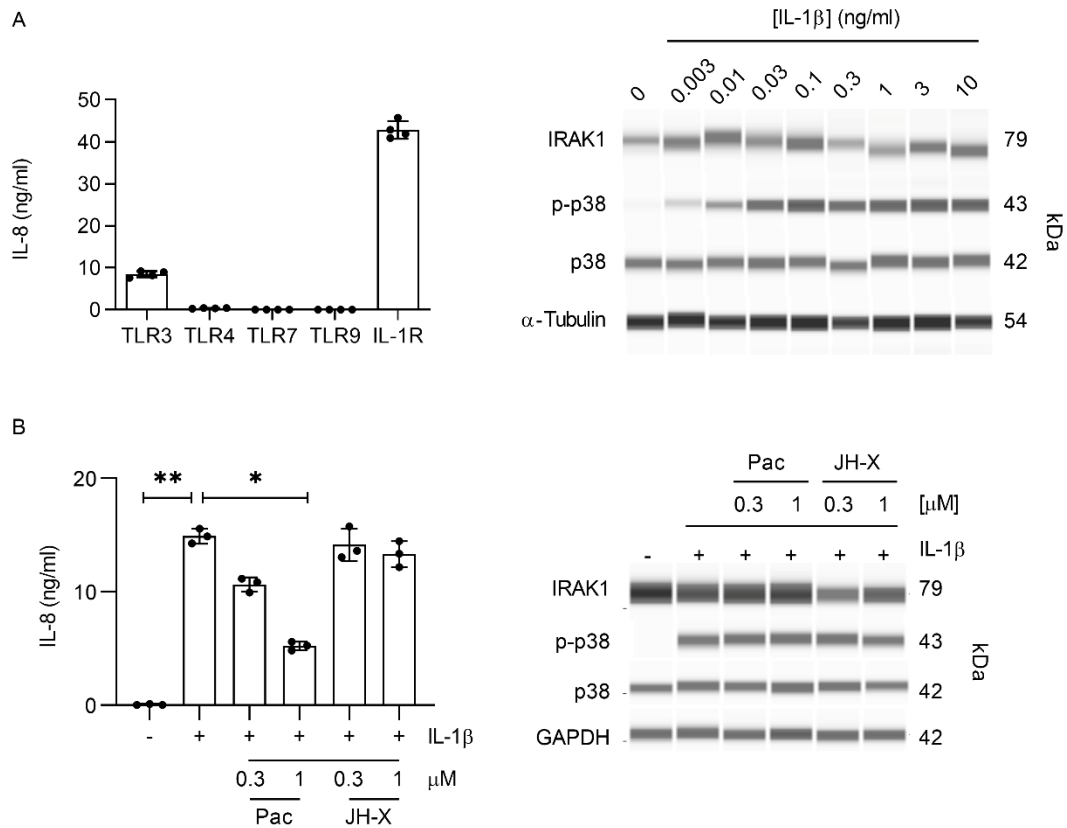 A
IL-8 (ng/ml)
50
40
30
20
10
0
TLR3 TLR4 TLR7 TLR9 IL-1R
[IL-1β] (ng/ml)
0 0.003 0.01 0.03 0.1 0.3 1 3 10
IRAK1 79
p-p38 43
p38 42
α-Tubulin 54
kDa
B
IL-8 (ng/ml)
20
10
0
- + + + + + IL-1β
0.3 1 0.3 1 μM
Pac JH-X
Pac JH-X
0.3 1 0.3 1 [μM]
- + + + + + IL-1β
IRAK1 79
p-p38 43
p38 42
GAPDH 42
kDa
** *